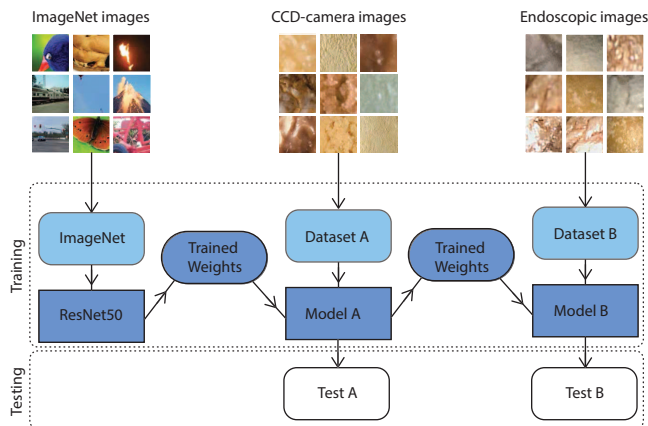 ImageNet images
CCD-camera images
Endoscopic images
Training
ImageNet
Trained
Weights
Dataset A
Trained
Weights
Dataset B
ResNet50
Model A
Model B
Testing
Test A
Test B